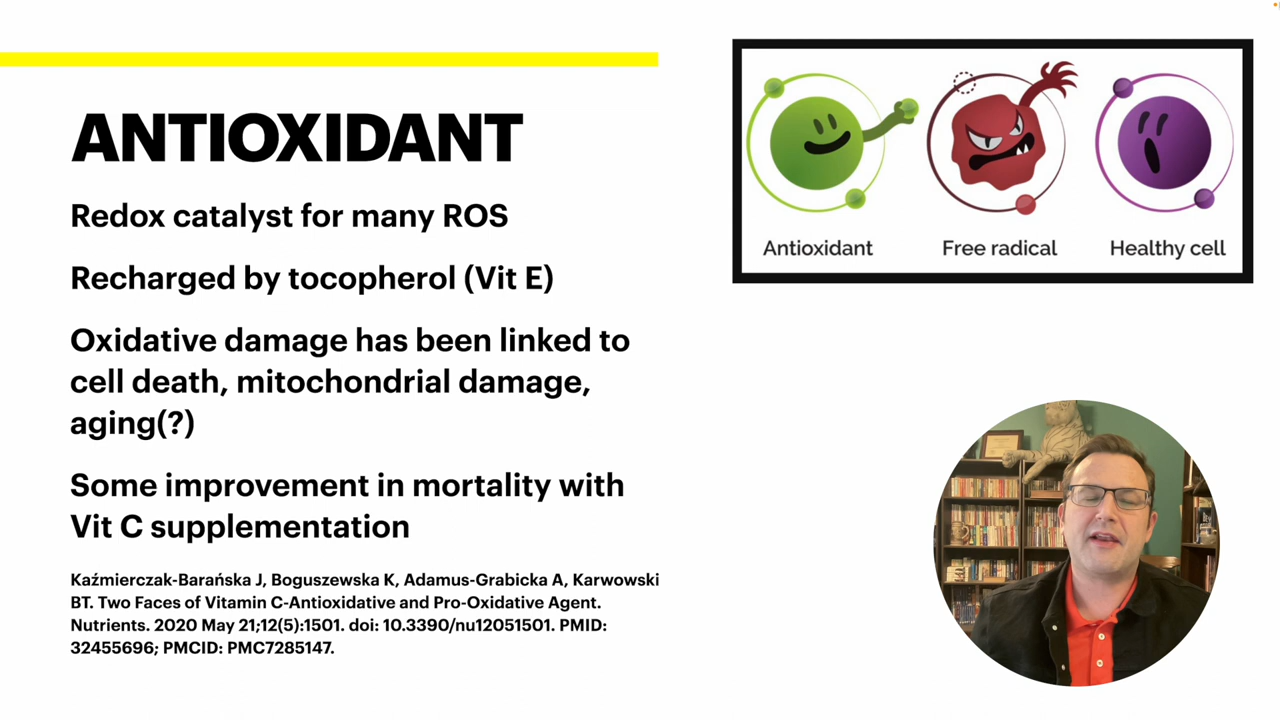 ANTIOXIDANT
Redox catalyst for many ROS
Recharged by tocopherol (Vit E)
Oxidative damage has been linked to
cell death, mitochondrial damage,
aging(?)
Some improvement in mortality with
Vit C supplementation
Kaźmierczak-Barańska J, Boguszewska K, Adamus-Grabicka A, Karwowski
BT. Two Faces of Vitamin C-Antioxidative and Pro-Oxidative Agent.
Nutrients. 2020 May 21;12(5):1501. doi: 10.3390/nu12051501. PMID:
32455696; PMCID: PMC7285147.
Antioxidant
Free radical
Healthy cell